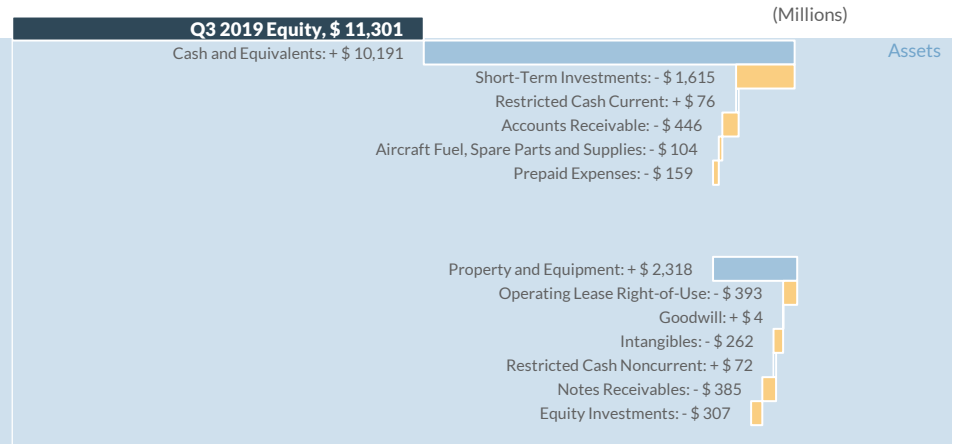 (Millions)
Q3 2019 Equity, $ 11,301
Cash and Equivalents: + $ 10,191
Assets
Short-Term Investments: - $ 1,615
Restricted Cash Current: + $ 76
Accounts Receivable: - $ 446
Aircraft Fuel, Spare Parts and Supplies: - $ 104
Prepaid Expenses: - $ 159
Property and Equipment: + $ 2,318
Operating Lease Right-of-Use: - $ 393
Goodwill: + $ 4
Intangibles: - $ 262
Restricted Cash Noncurrent: + $ 72
Notes Receivables: - $ 385
Equity Investments: - $ 307